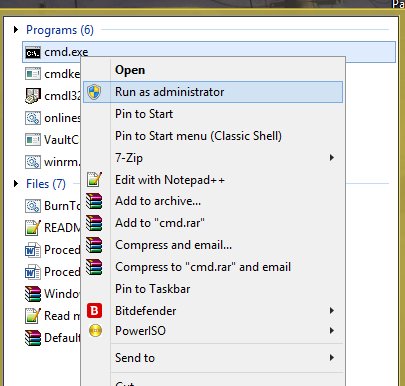 Pa
Programs (6)
cmd.exe
cmdke
cmdl32
onlines
VaultC
winrm.
Files (7)
BurnTo
READM
Proced
Proced
Windo
Read m
Default
Open
Run as administrator
Pin to Start
Pin to Start menu (Classic Shell)
7-Zip
Edit with Notepad++
Add to archive...
Add to "cmd.rar"
Compress and email...
Compress to "cmd.rar" and email
Pin to Taskbar
B Bitdefender
PowerISO
Send to
Cut